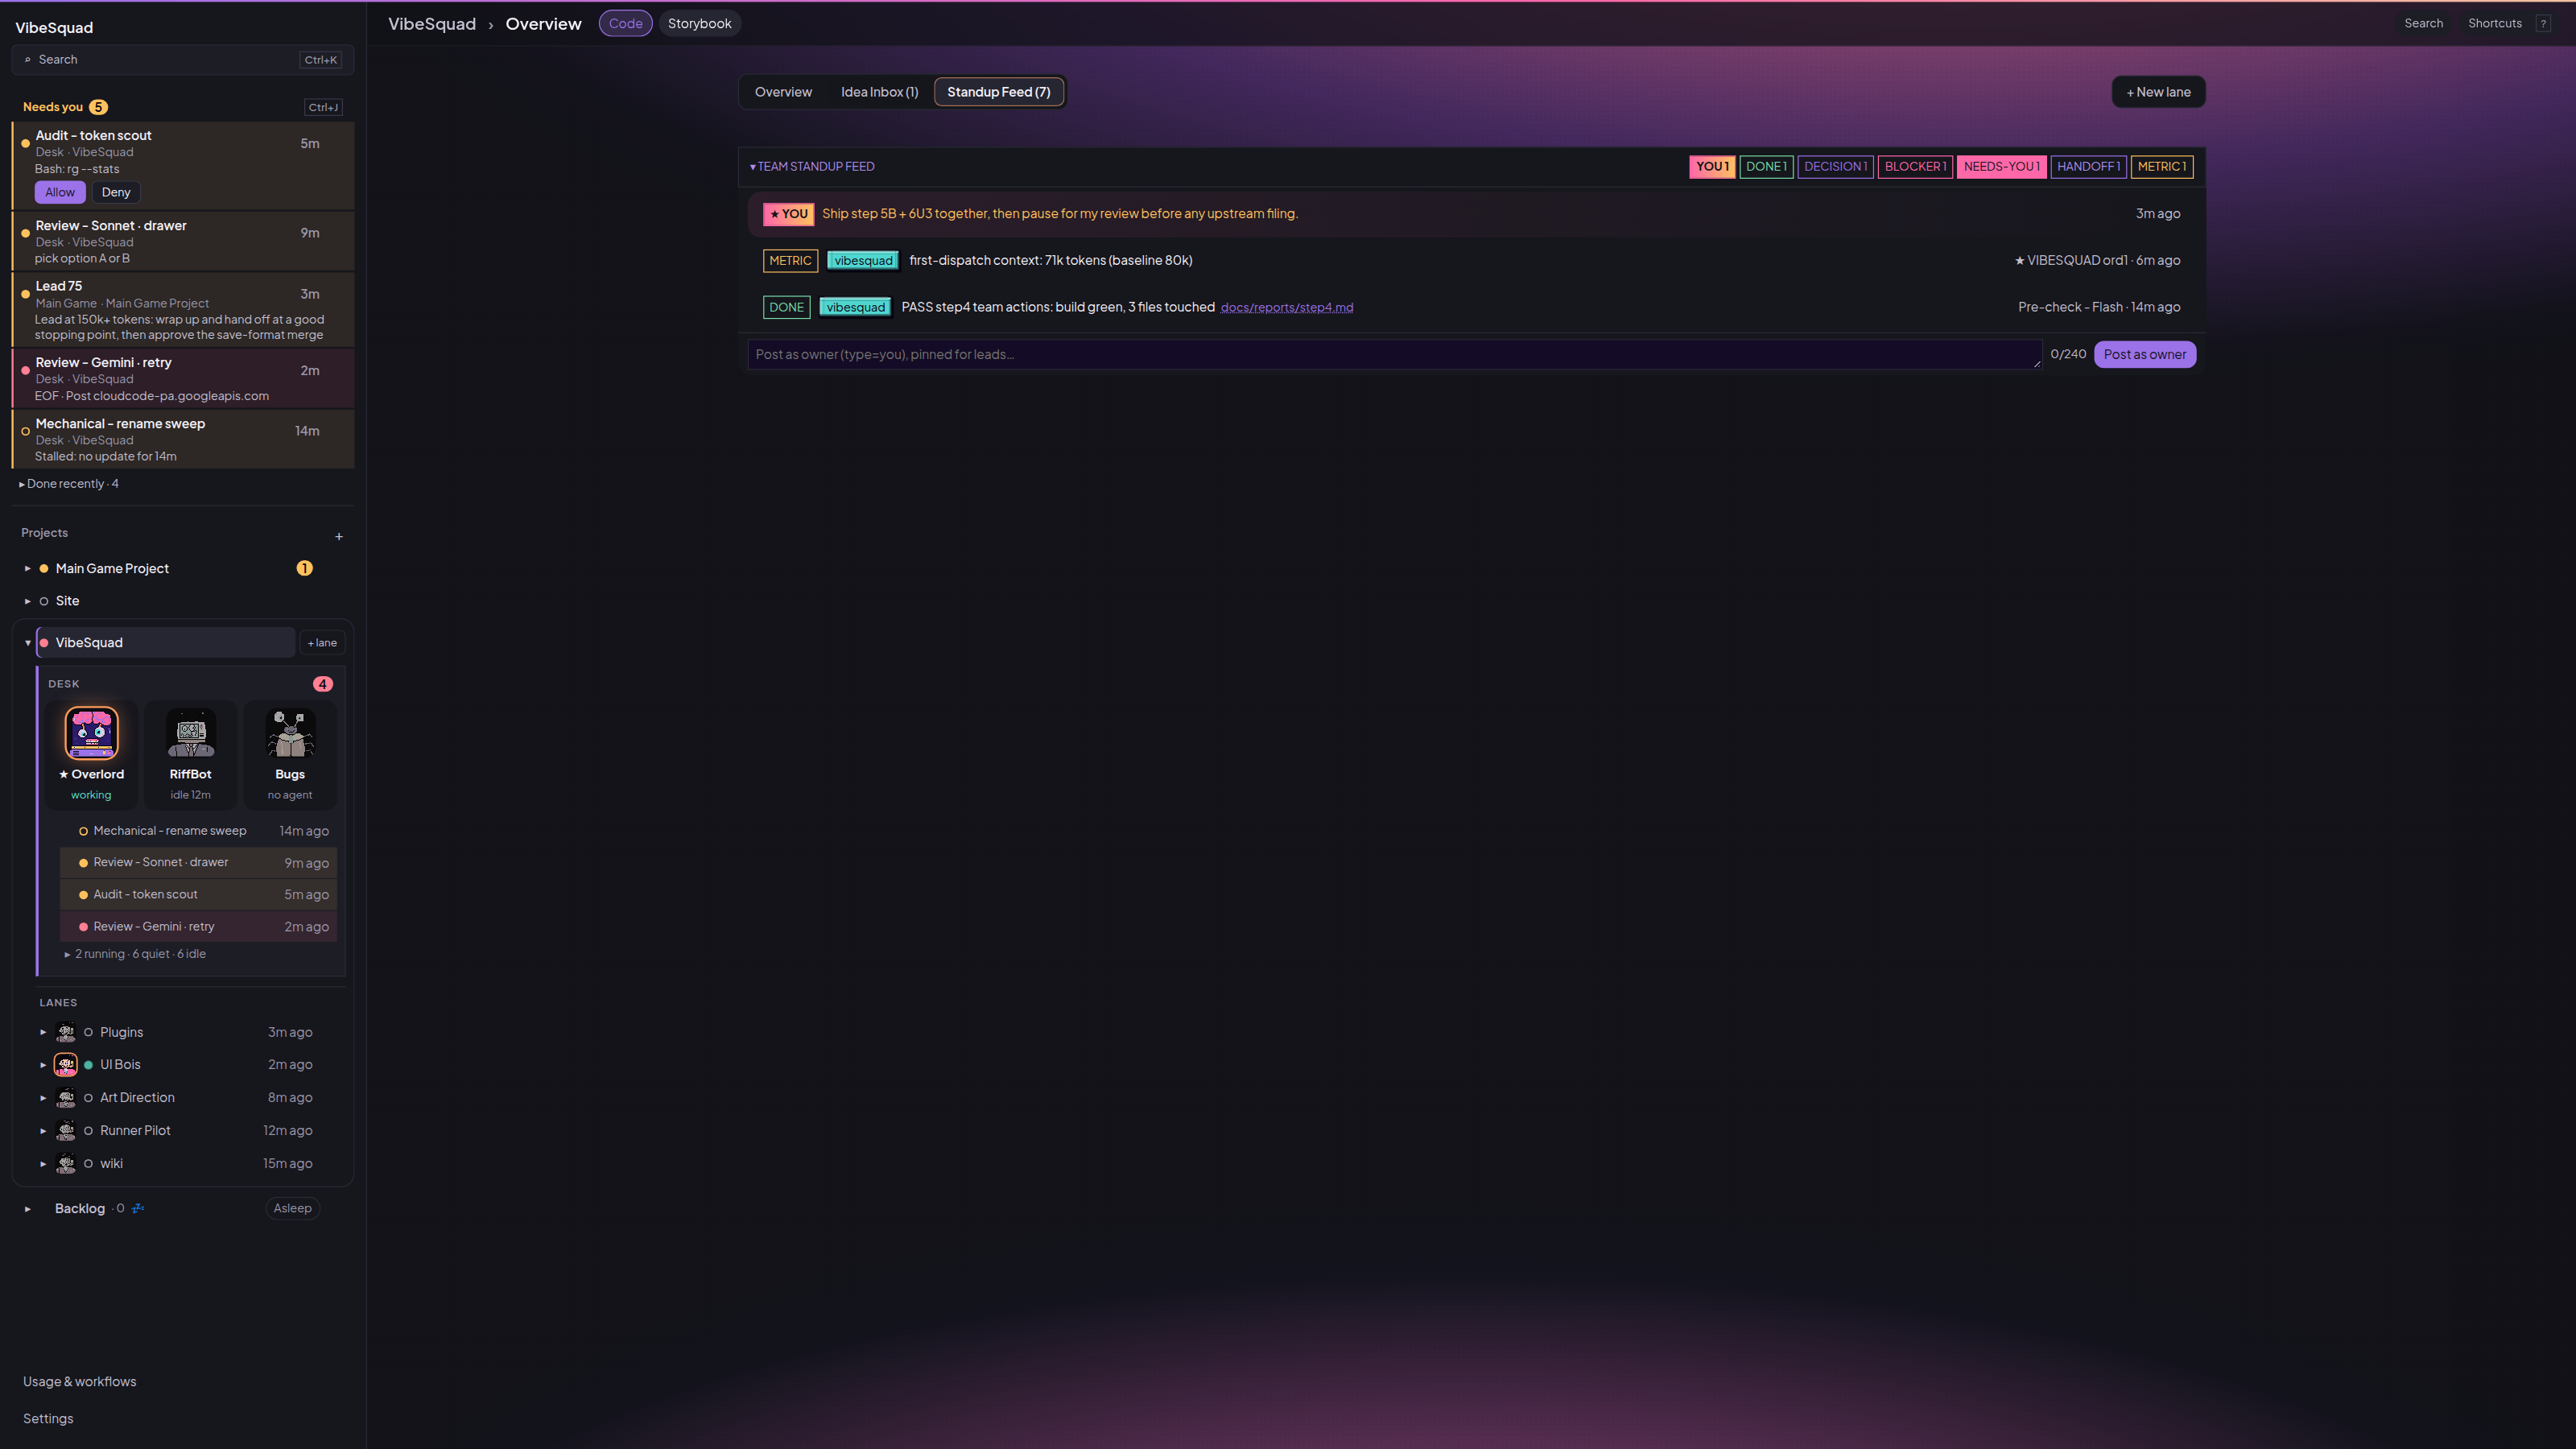 VibeSquad
Search Ctrl+K
Needs you 5 Ctrl+J
Audit – token scout 5m
Desk · VibeSquad
Bash: rg --stats
Allow Deny
Review – Sonnet · drawer 9m
Desk · VibeSquad
pick option A or B
Lead 75 3m
Main Game · Main Game Project
Lead at 150k+ tokens: wrap up and hand off at a good
stopping point, then approve the save-format merge
Review – Gemini · retry 2m
Desk · VibeSquad
EOF · Post cloudcode-pa.googleapis.com
Mechanical – rename sweep 14m
Desk · VibeSquad
Stalled: no update for 14m
▸ Done recently · 4
Projects +
▸ Main Game Project 1
▸ Site
▾ VibeSquad + lane
DESK 4
★ Overlord RiffBot Bugs
working idle 12m no agent
Mechanical – rename sweep 14m ago
Review – Sonnet · drawer 9m ago
Audit – token scout 5m ago
Review – Gemini · retry 2m ago
▸ 2 running · 6 quiet · 6 idle
LANES
▸ Plugins 3m ago
▸ UI Bois 2m ago
▸ Art Direction 8m ago
▸ Runner Pilot 12m ago
▸ wiki 15m ago
▸ Backlog · 0 💤 Asleep
Usage & workflows
Settings
VibeSquad › Overview Code Storybook Search Shortcuts ?
Overview Idea Inbox (1) Standup Feed (7) + New lane
▾ TEAM STANDUP FEED YOU 1 DONE 1 DECISION 1 BLOCKER 1 NEEDS-YOU 1 HANDOFF 1 METRIC 1
★ YOU Ship step 5B + 6U3 together, then pause for my review before any upstream filing. 3m ago
METRIC vibesquad first-dispatch context: 71k tokens (baseline 80k) ★ VIBESQUAD ord1 · 6m ago
DONE vibesquad PASS step4 team actions: build green, 3 files touched docs/reports/step4.md Pre-check – Flash · 14m ago
Post as owner (type=you), pinned for leads… 0/240 Post as owner